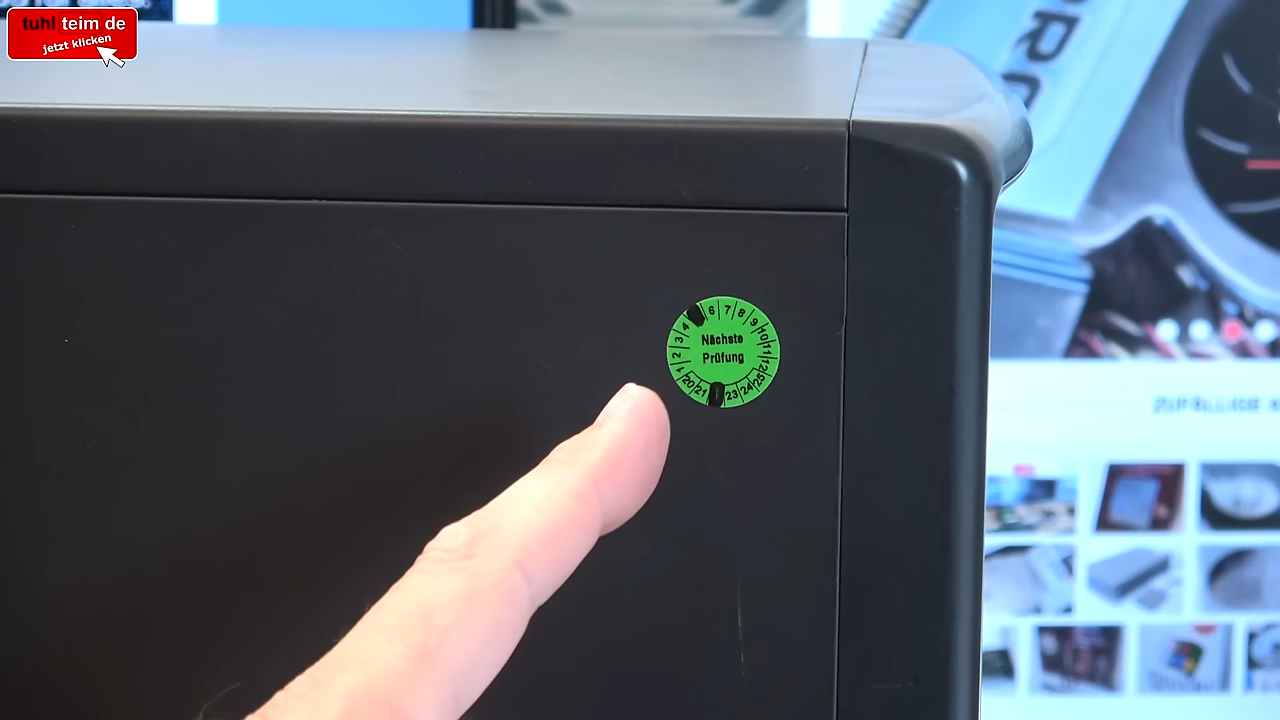 tuhl teim de
jetzt klicken
PRO
Nächste
Prüfung
1 2 3 4 6 7 8 9 10 11 12
20 21 23 24 25